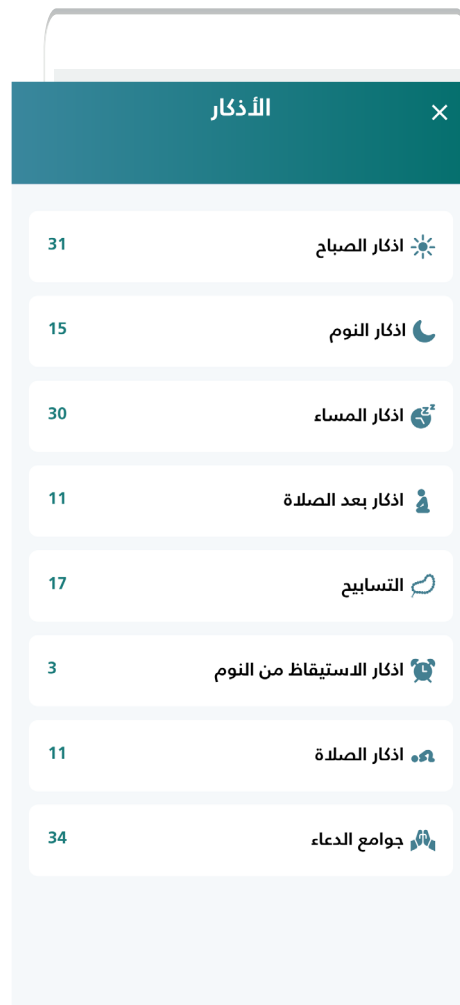 الأذكار
اذكار الصباح 31
اذكار النوم 15
اذكار المساء 30
اذكار بعد الصلاة 11
التسابيح 17
اذكار الاستيقاظ من النوم 3
اذكار الصلاة 11
جوامع الدعاء 34